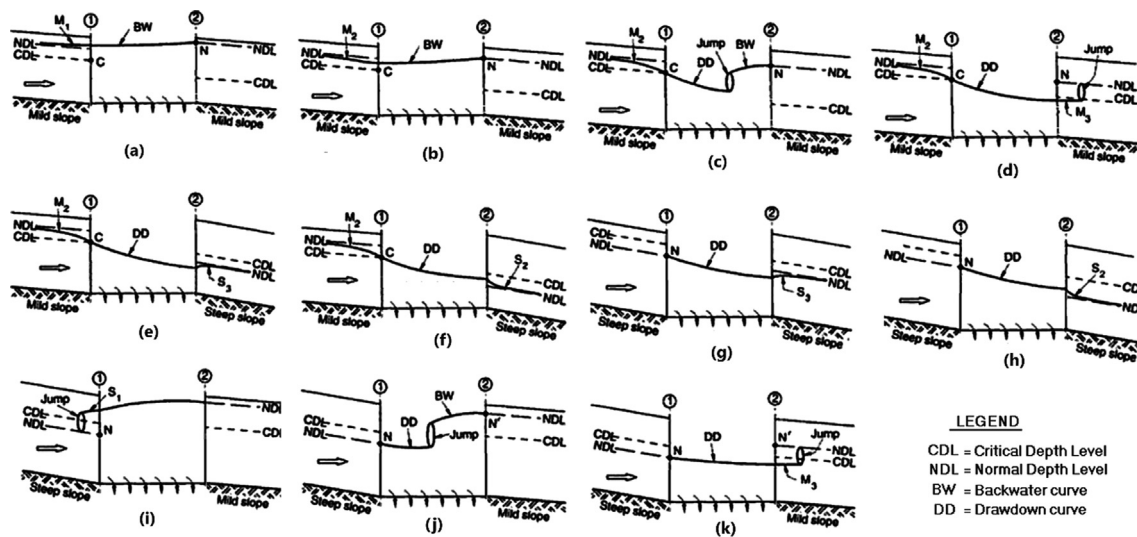 ① ②
M₁ BW
NDL N NDL
CDL C
CDL
Mild slope Mild slope
(a)
① ②
M₂ BW
NDL N NDL
CDL C
CDL
Mild slope Mild slope
(b)
① ②
M₂ DD Jump BW
NDL N NDL
CDL C
CDL
Mild slope Mild slope
(c)
① ②
M₂ DD Jump
NDL N NDL
CDL C CDL
M₃
Mild slope Mild slope
(d)
① ②
M₂
NDL DD
CDL C CDL
NDL
S₃
Mild slope Steep slope
(e)
① ②
M₂
NDL DD
CDL C S₂
CDL
NDL
Mild slope Steep slope
(f)
① ②
CDL DD
NDL N CDL
NDL
S₃
Steep slope Steep slope
(g)
① ②
CDL DD
NDL N S₂
CDL
NDL
Steep slope Steep slope
(h)
① ②
Jump S₁
CDL NDL
NDL N CDL
Steep slope Mild slope
(i)
① ②
BW
CDL DD N' NDL
NDL N Jump CDL
Steep slope Mild slope
(j)
① ②
CDL DD N' Jump
NDL N NDL
CDL
M₃
Steep slope Mild slope
(k)
LEGEND
CDL = Critical Depth Level
NDL = Normal Depth Level
BW = Backwater curve
DD = Drawdown curve